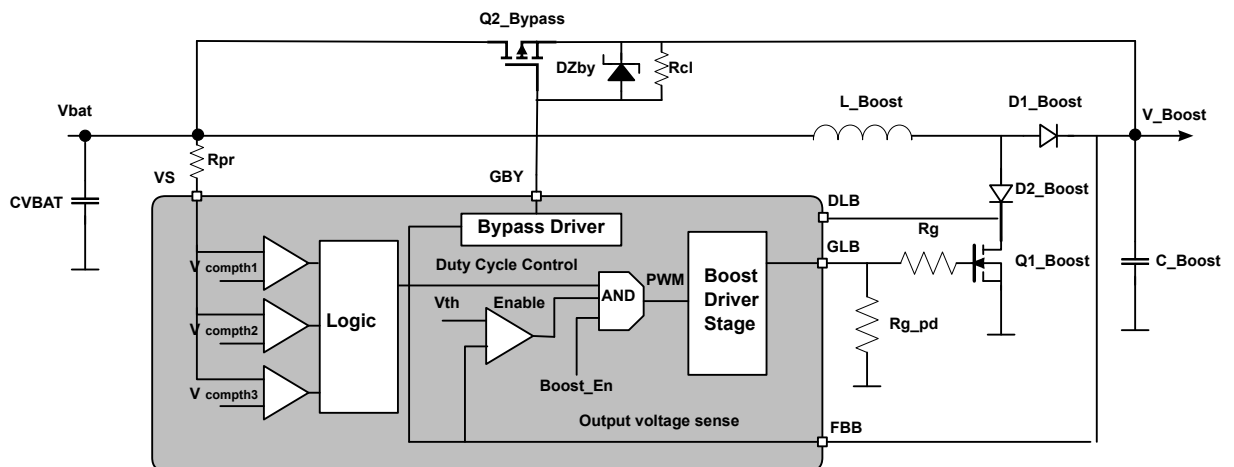 Q2_Bypass
DZby
Rcl
Vbat
L_Boost
D1_Boost
V_Boost
Rpr
VS
GBY
CVBAT
D2_Boost
DLB
Bypass Driver
GLB
Rg
Q1_Boost
C_Boost
V compth1
Duty Cycle Control
PWM
Boost
Driver
Stage
Vth
Enable
AND
Logic
V compth2
Rg_pd
Boost_En
V compth3
Output voltage sense
FBB